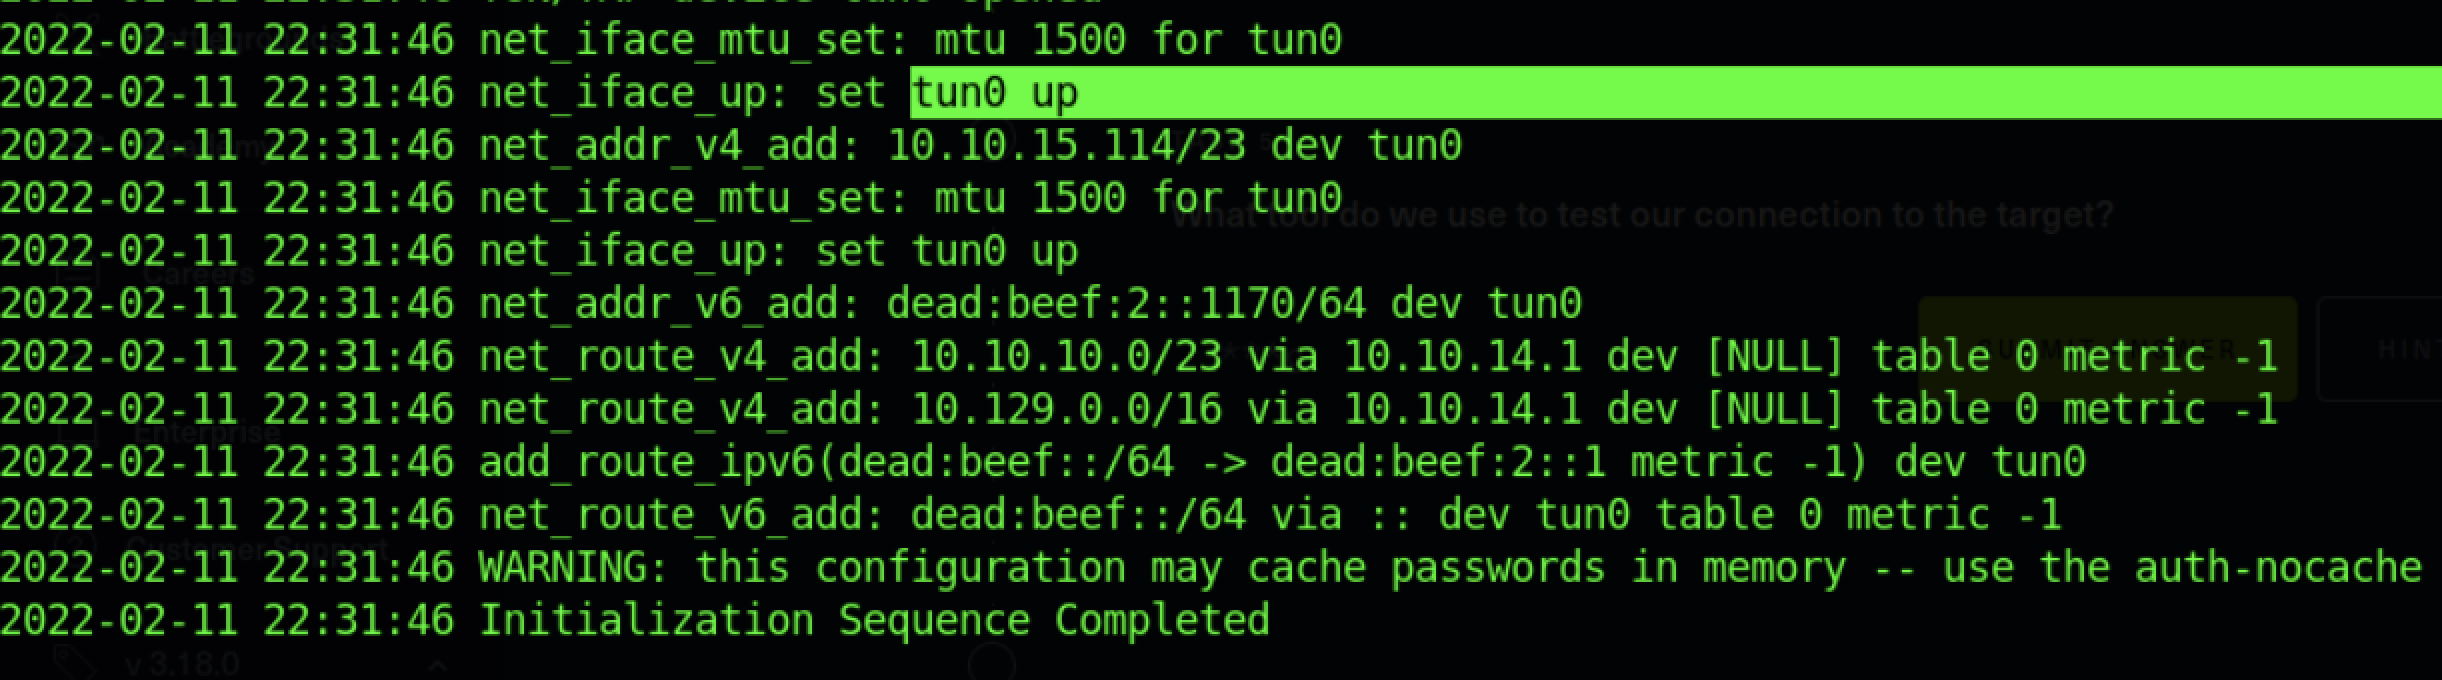 2022-02-11 22:31:46 net_iface_mtu_set: mtu 1500 for tun0
2022-02-11 22:31:46 net_iface_up: set tun0 up
2022-02-11 22:31:46 net_addr_v4_add: 10.10.15.114/23 dev tun0
2022-02-11 22:31:46 net_iface_mtu_set: mtu 1500 for tun0
What tool do we use to test our connection to the target?
2022-02-11 22:31:46 net_iface_up: set tun0 up
Careers
2022-02-11 22:31:46 net_addr_v6_add: dead:beef:2::1170/64 dev tun0
2022-02-11 22:31:46 net_route_v4_add: 10.10.10.0/23 via 10.10.14.1 dev [NULL] table 0 metric -1
SUBMIT ANSWER
2022-02-11 22:31:46 net_route_v4_add: 10.129.0.0/16 via 10.10.14.1 dev [NULL] table 0 metric -1
Enterprise
2022-02-11 22:31:46 add_route_ipv6(dead:beef::/64 -> dead:beef:2::1 metric -1) dev tun0
2022-02-11 22:31:46 net_route_v6_add: dead:beef::/64 via :: dev tun0 table 0 metric -1
Customer Support
2022-02-11 22:31:46 WARNING: this configuration may cache passwords in memory -- use the auth-nocache
2022-02-11 22:31:46 Initialization Sequence Completed
v 3.18.0